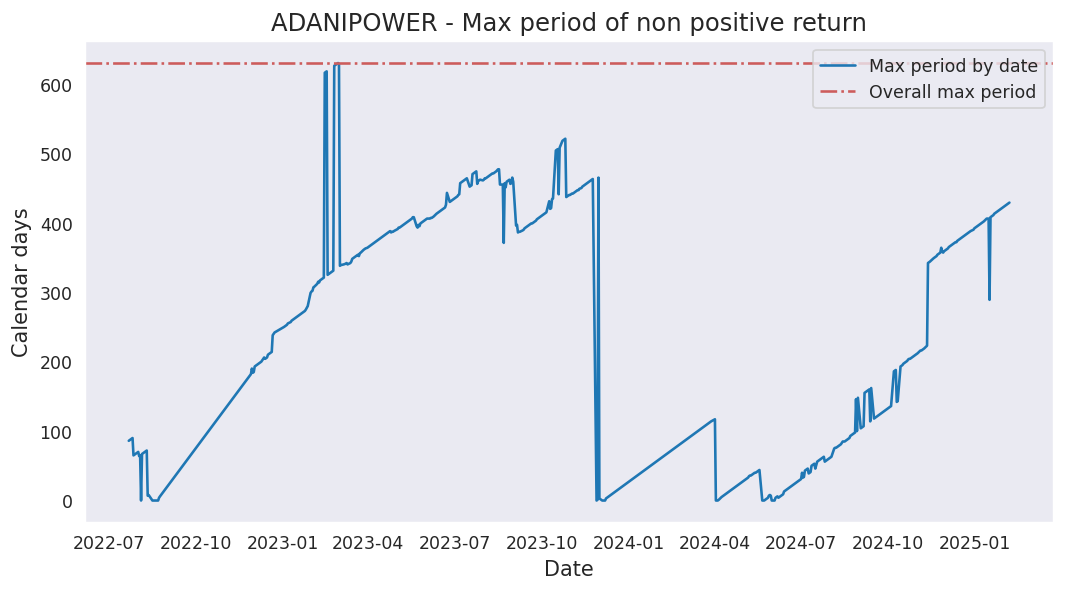 ADANIPOWER - Max period of non positive return
Max period by date
Overall max period
Calendar days
600
500
400
300
200
100
0
2022-07 2022-10 2023-01 2023-04 2023-07 2023-10 2024-01 2024-04 2024-07 2024-10 2025-01
Date